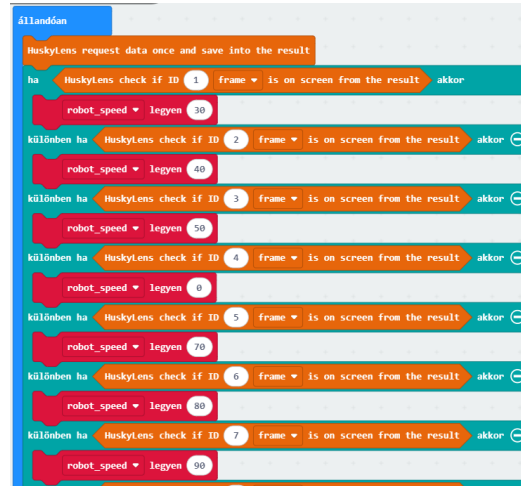 állandóan
HuskyLens request data once and save into the result
ha HuskyLens check if ID 1 frame is on screen from the result akkor
robot_speed legyen 30
különben ha HuskyLens check if ID 2 frame is on screen from the result akkor
robot_speed legyen 40
különben ha HuskyLens check if ID 3 frame is on screen from the result akkor
robot_speed legyen 50
különben ha HuskyLens check if ID 4 frame is on screen from the result akkor
robot_speed legyen 0
különben ha HuskyLens check if ID 5 frame is on screen from the result akkor
robot_speed legyen 70
különben ha HuskyLens check if ID 6 frame is on screen from the result akkor
robot_speed legyen 80
különben ha HuskyLens check if ID 7 frame is on screen from the result akkor
robot_speed legyen 90